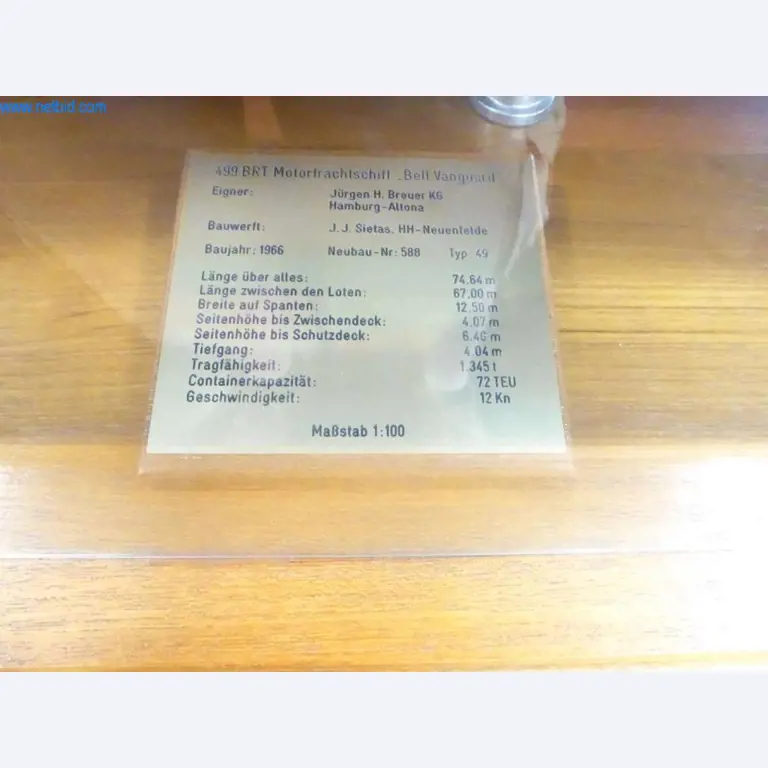 www.netbid.com
499 BRT Motorfrachtschiff „Bell Vanguard
Eigner: Jürgen H. Breuer KG
Hamburg-Altona
Bauwerft: J. J. Sietas, HH-Neuenfelde
Baujahr: 1966 Neubau-Nr: 588 Typ 49
Länge über alles: 74.64 m
Länge zwischen den Loten: 67.00 m
Breite auf Spanten: 12.50 m
Seitenhöhe bis Zwischendeck: 4.07 m
Seitenhöhe bis Schutzdeck: 6.40 m
Tiefgang: 4.04 m
Tragfähigkeit: 1.345 t
Containerkapazität: 72 TEU
Geschwindigkeit: 12 Kn
Maßstab 1:100